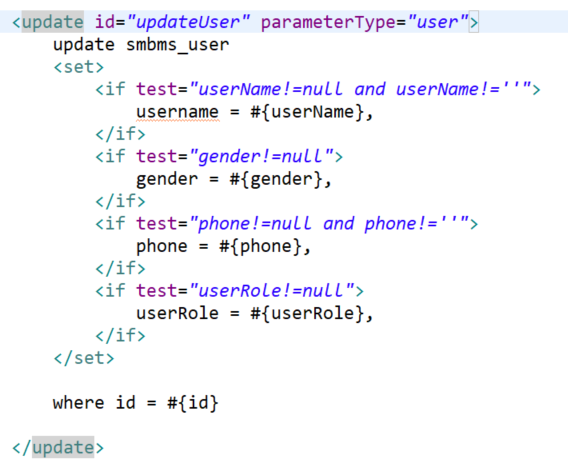 <update id="updateUser" parameterType="user">
    update smbms_user
    <set>
        <if test="userName!=null and userName!=''">
            username = #{userName},
        </if>
        <if test="gender!=null">
            gender = #{gender},
        </if>
        <if test="phone!=null and phone!=''">
            phone = #{phone},
        </if>
        <if test="userRole!=null">
            userRole = #{userRole},
        </if>
    </set>

    where id = #{id}

</update>